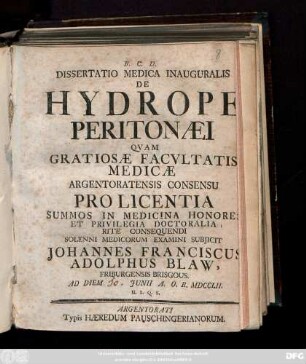 B. C. D.
DISSERTATIO MEDICA INAUGURALIS
DE
HYDROPE
PERITONÆI
QVAM
GRATIOSÆ FACVLTATIS
MEDICÆ
ARGENTORATENSIS CONSENSU
PRO LICENTIA
SUMMOS IN MEDICINA HONORES
ET PRIVILEGIA DOCTORALIA,
RITE CONSEQUENDI
SOLENNI MEDICORUM EXAMINI SUBJICIT
JOHANNES FRANCISCUS
ADOLPHUS BLAW,
FRIBURGENSIS BRISGOUS.
AD DIEM JUNII A. O. R. MDCCLII.
H. L. Q. S.
ARGENTORATI
Typis HÆREDUM PAUSCHINGERIANORUM.